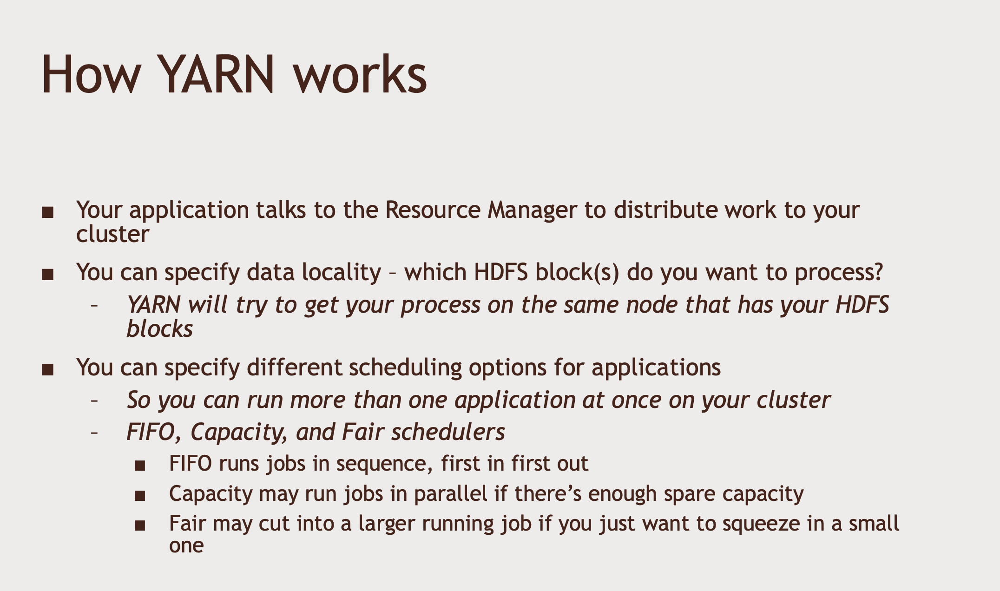 How YARN works
■ Your application talks to the Resource Manager to distribute work to your
cluster
■ You can specify data locality – which HDFS block(s) do you want to process?
– YARN will try to get your process on the same node that has your HDFS
blocks
■ You can specify different scheduling options for applications
– So you can run more than one application at once on your cluster
– FIFO, Capacity, and Fair schedulers
■ FIFO runs jobs in sequence, first in first out
■ Capacity may run jobs in parallel if there’s enough spare capacity
■ Fair may cut into a larger running job if you just want to squeeze in a small
one